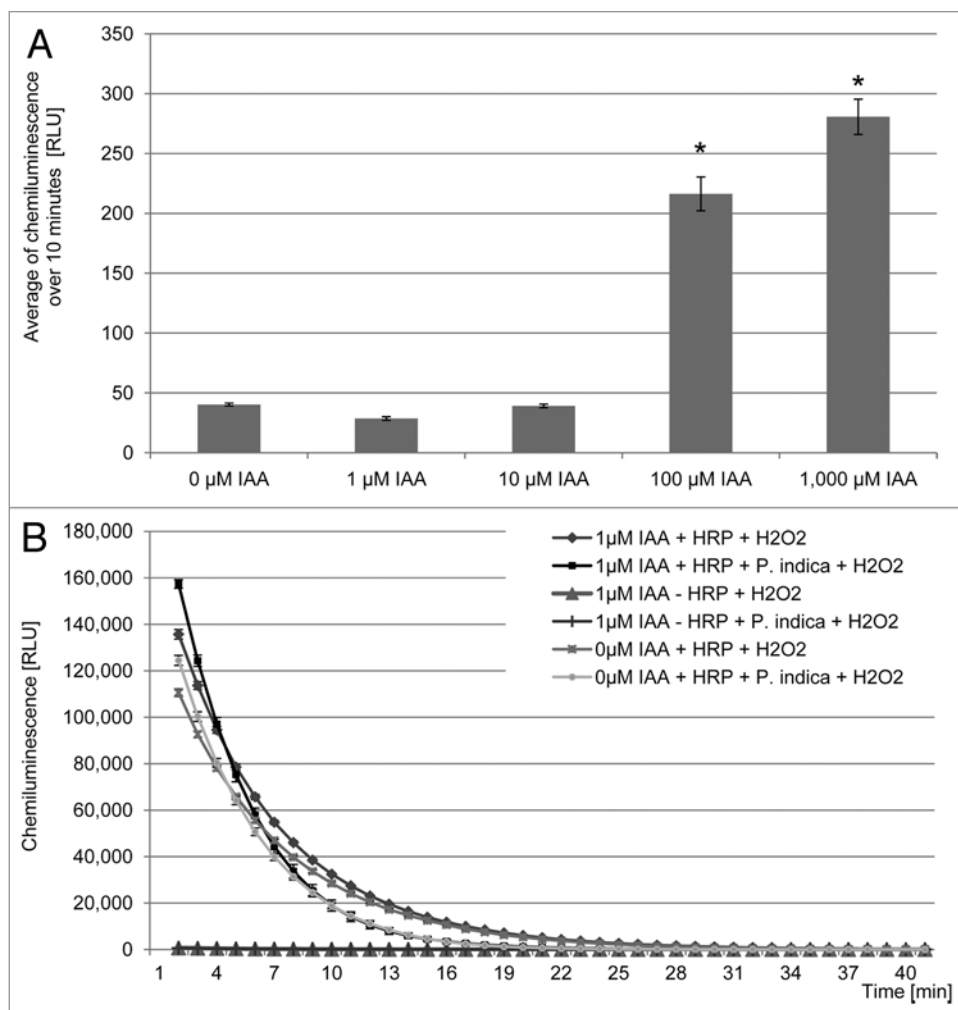 A
Average of chemiluminescence
over 10 minutes [RLU]
350
300
250
200
150
100
50
0
*
*
0 µM IAA
1 µM IAA
10 µM IAA
100 µM IAA
1,000 µM IAA
B
Chemiluminescence [RLU]
180,000
160,000
140,000
120,000
100,000
80,000
60,000
40,000
20,000
0
1µM IAA + HRP + H2O2
1µM IAA + HRP + P. indica + H2O2
1µM IAA - HRP + H2O2
1µM IAA - HRP + P. indica + H2O2
0µM IAA + HRP + H2O2
0µM IAA + HRP + P. indica + H2O2
1 4 7 10 13 16 19 22 25 28 31 34 37 40
Time [min]